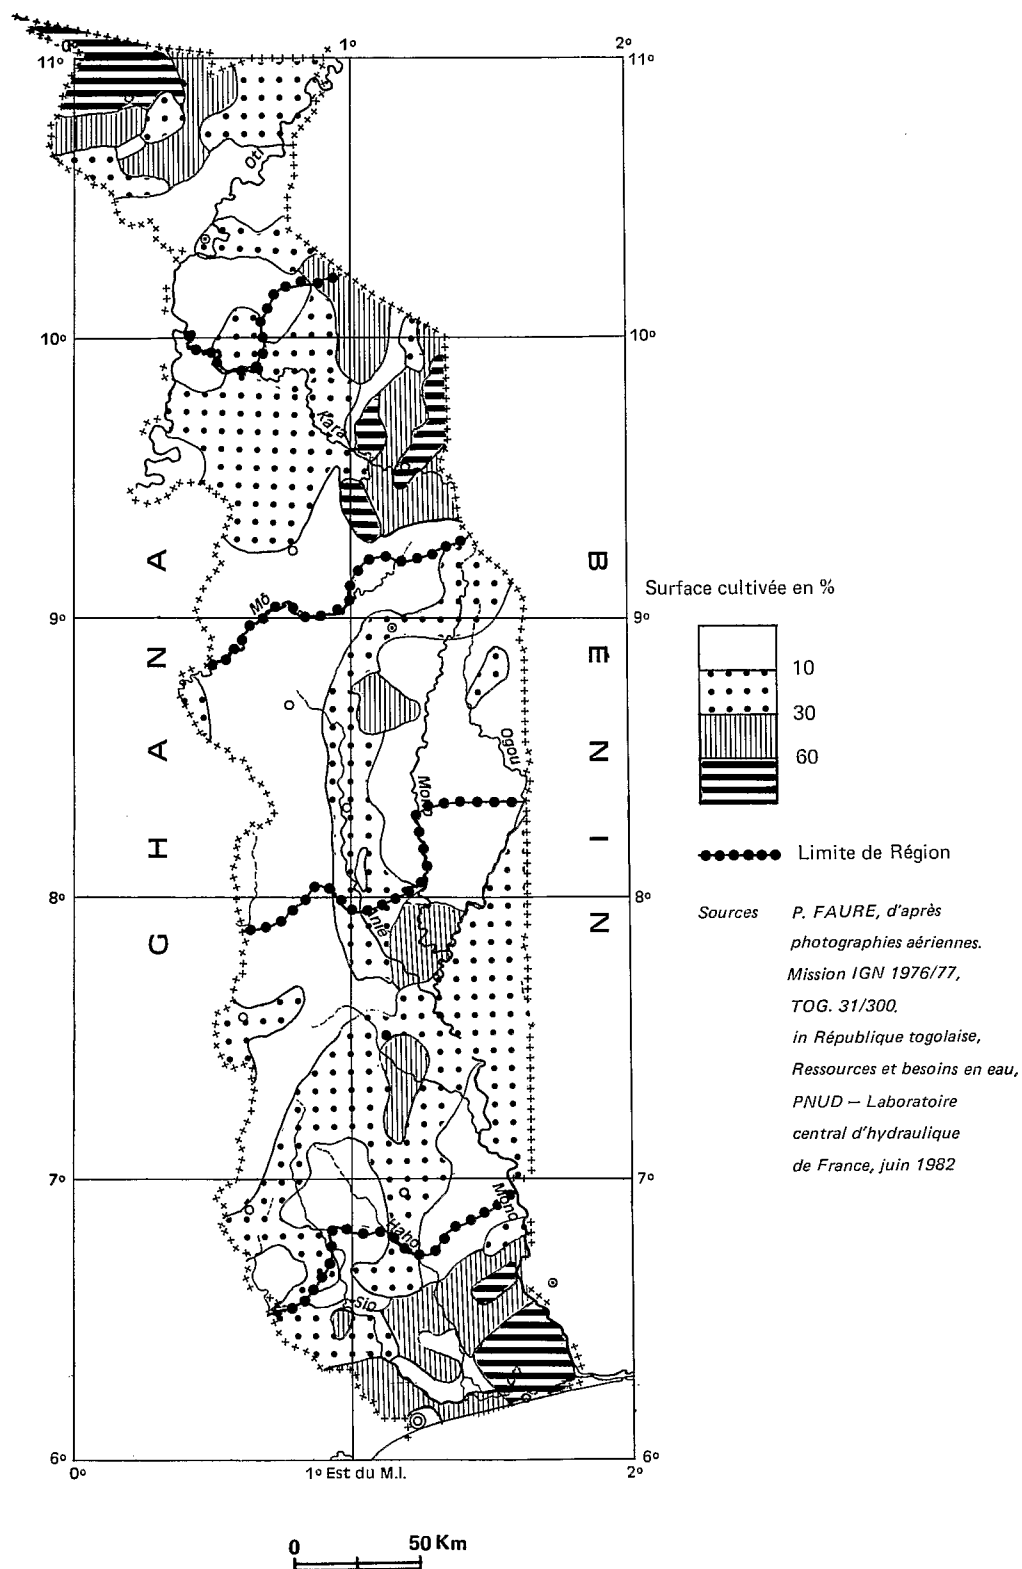 0°
1°
2°
11°
11°
Oti
10°
10°
Kara
GHANA
BENIN
Mô
9°
9°
Ogou
Mono
8°
8°
Anié
7°
7°
Mono
Haho
Sio
6°
6°
0°
1° Est du M.I.
2°
0 50 Km
Surface cultivée en %
10
30
60
Limite de Région
Sources P. FAURE, d'après
photographies aériennes.
Mission IGN 1976/77,
TOG. 31/300.
in République togolaise,
Ressources et besoins en eau,
PNUD – Laboratoire
central d'hydraulique
de France, juin 1982